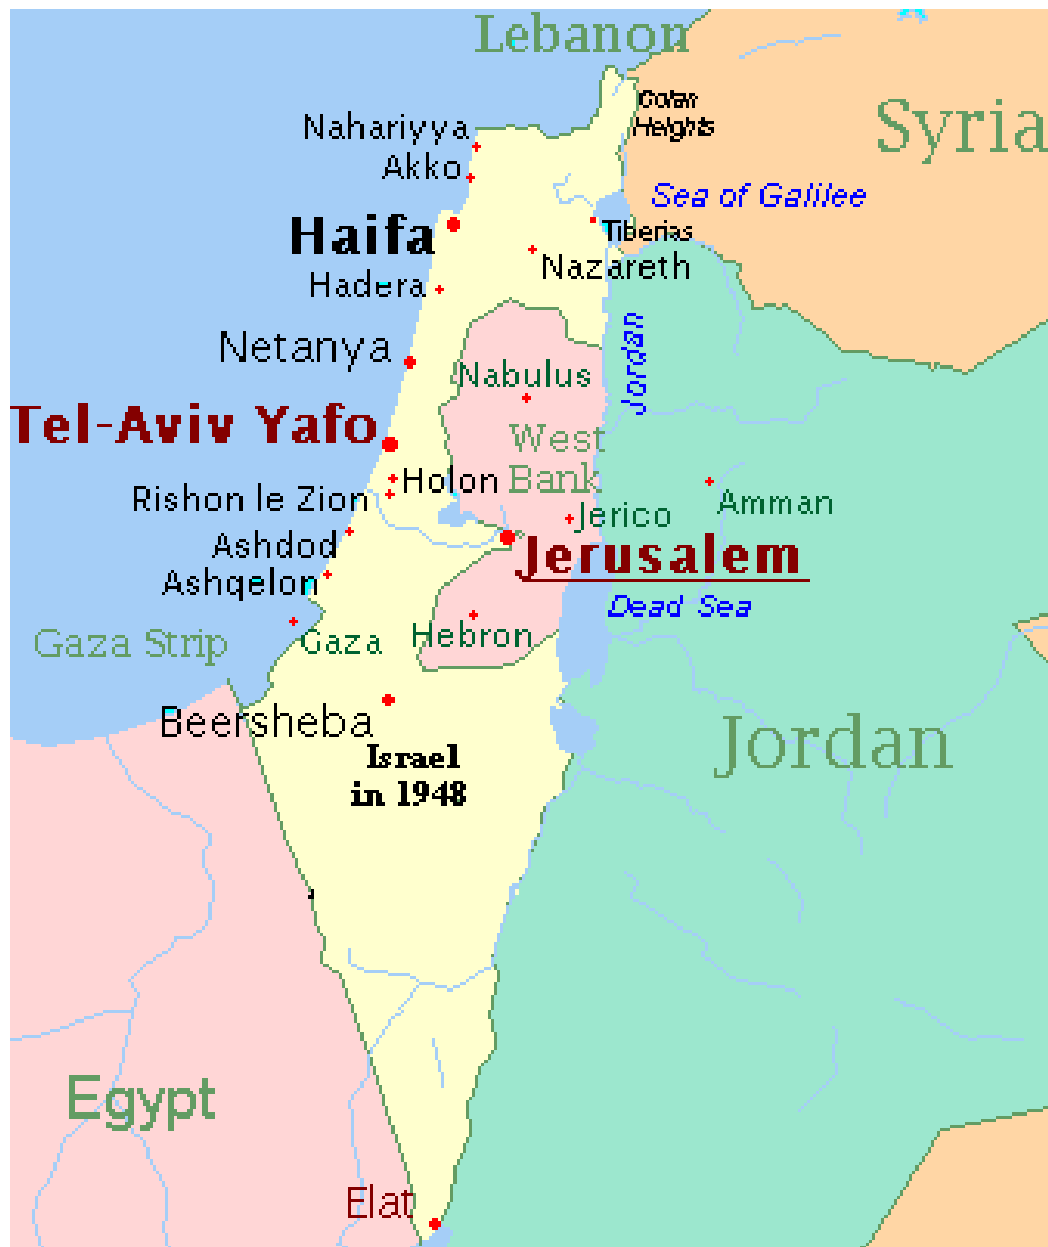 Lebanon
Golan
Heights
Syria
Nahariyya
Akko
Sea of Galilee
Haifa
Tiberias
Nazareth
Hadera
Jordan
Netanya
Nabulus
Tel-Aviv Yafo
West
Bank
Holon
Rishon le Zion
Amman
Jerico
Ashdod
Jerusalem
Ashqelon
Dead Sea
Gaza Strip
Gaza
Hebron
Beersheba
Jordan
Israel
in 1948
Egypt
Elat